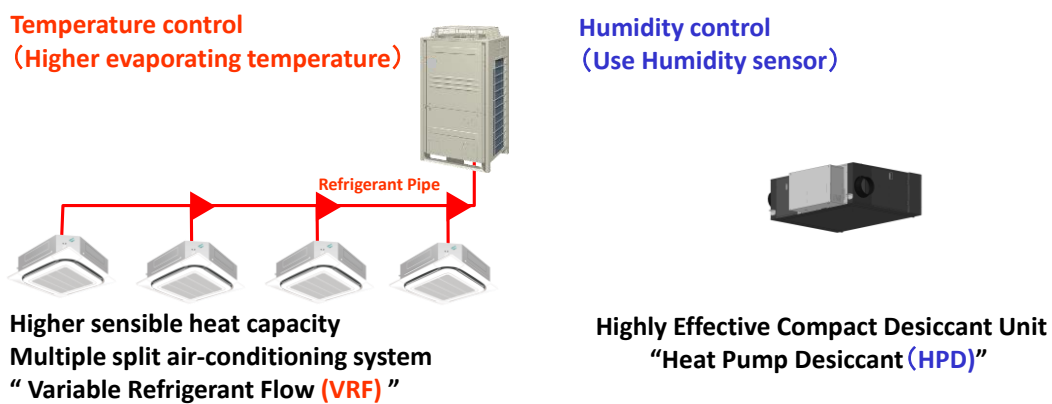 Temperature control
（Higher evaporating temperature）
Humidity control
（Use Humidity sensor）
Refrigerant Pipe
Higher sensible heat capacity
Multiple split air-conditioning system
“ Variable Refrigerant Flow (VRF) ”
Highly Effective Compact Desiccant Unit
“Heat Pump Desiccant（HPD)”